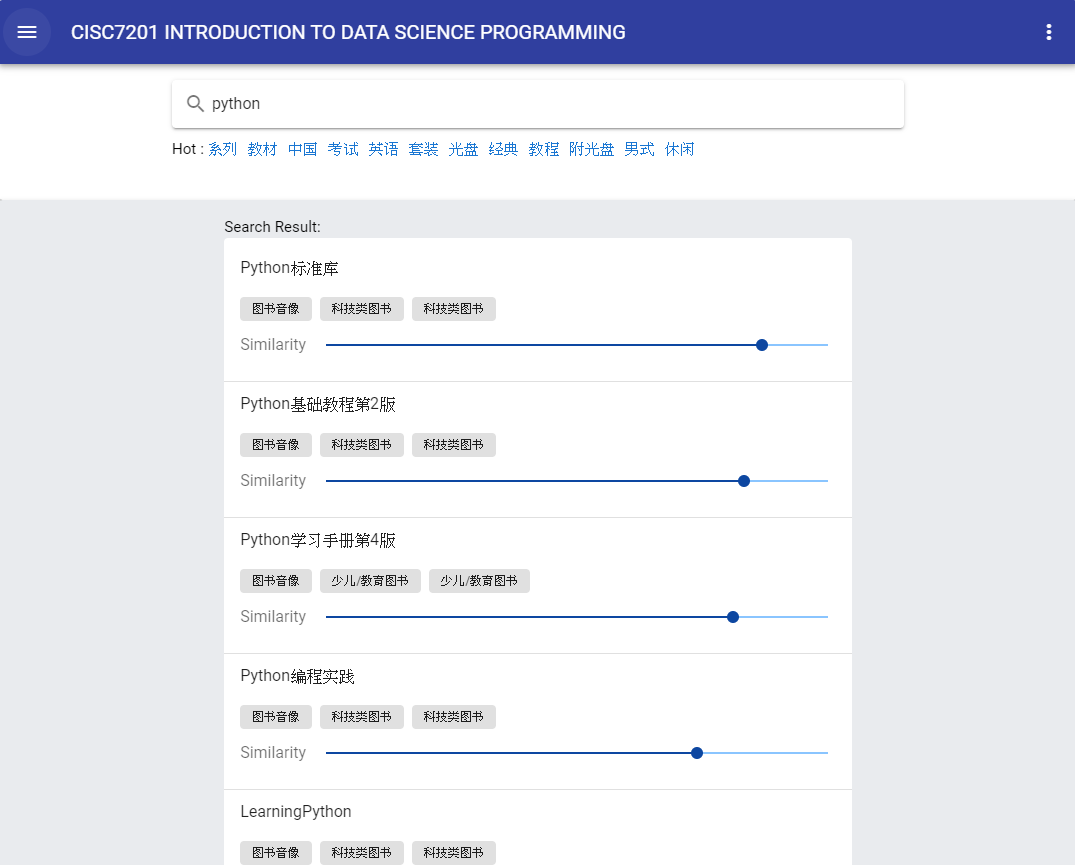 CISC7201 INTRODUCTION TO DATA SCIENCE PROGRAMMING
python
Hot : 系列 教材 中国 考试 英语 套装 光盘 经典 教程 附光盘 男式 休闲
Search Result:
Python标准库
图书音像 科技类图书 科技类图书
Similarity
Python基础教程第2版
图书音像 科技类图书 科技类图书
Similarity
Python学习手册第4版
图书音像 少儿/教育图书 少儿/教育图书
Similarity
Python编程实践
图书音像 科技类图书 科技类图书
Similarity
LearningPython
图书音像 科技类图书 科技类图书